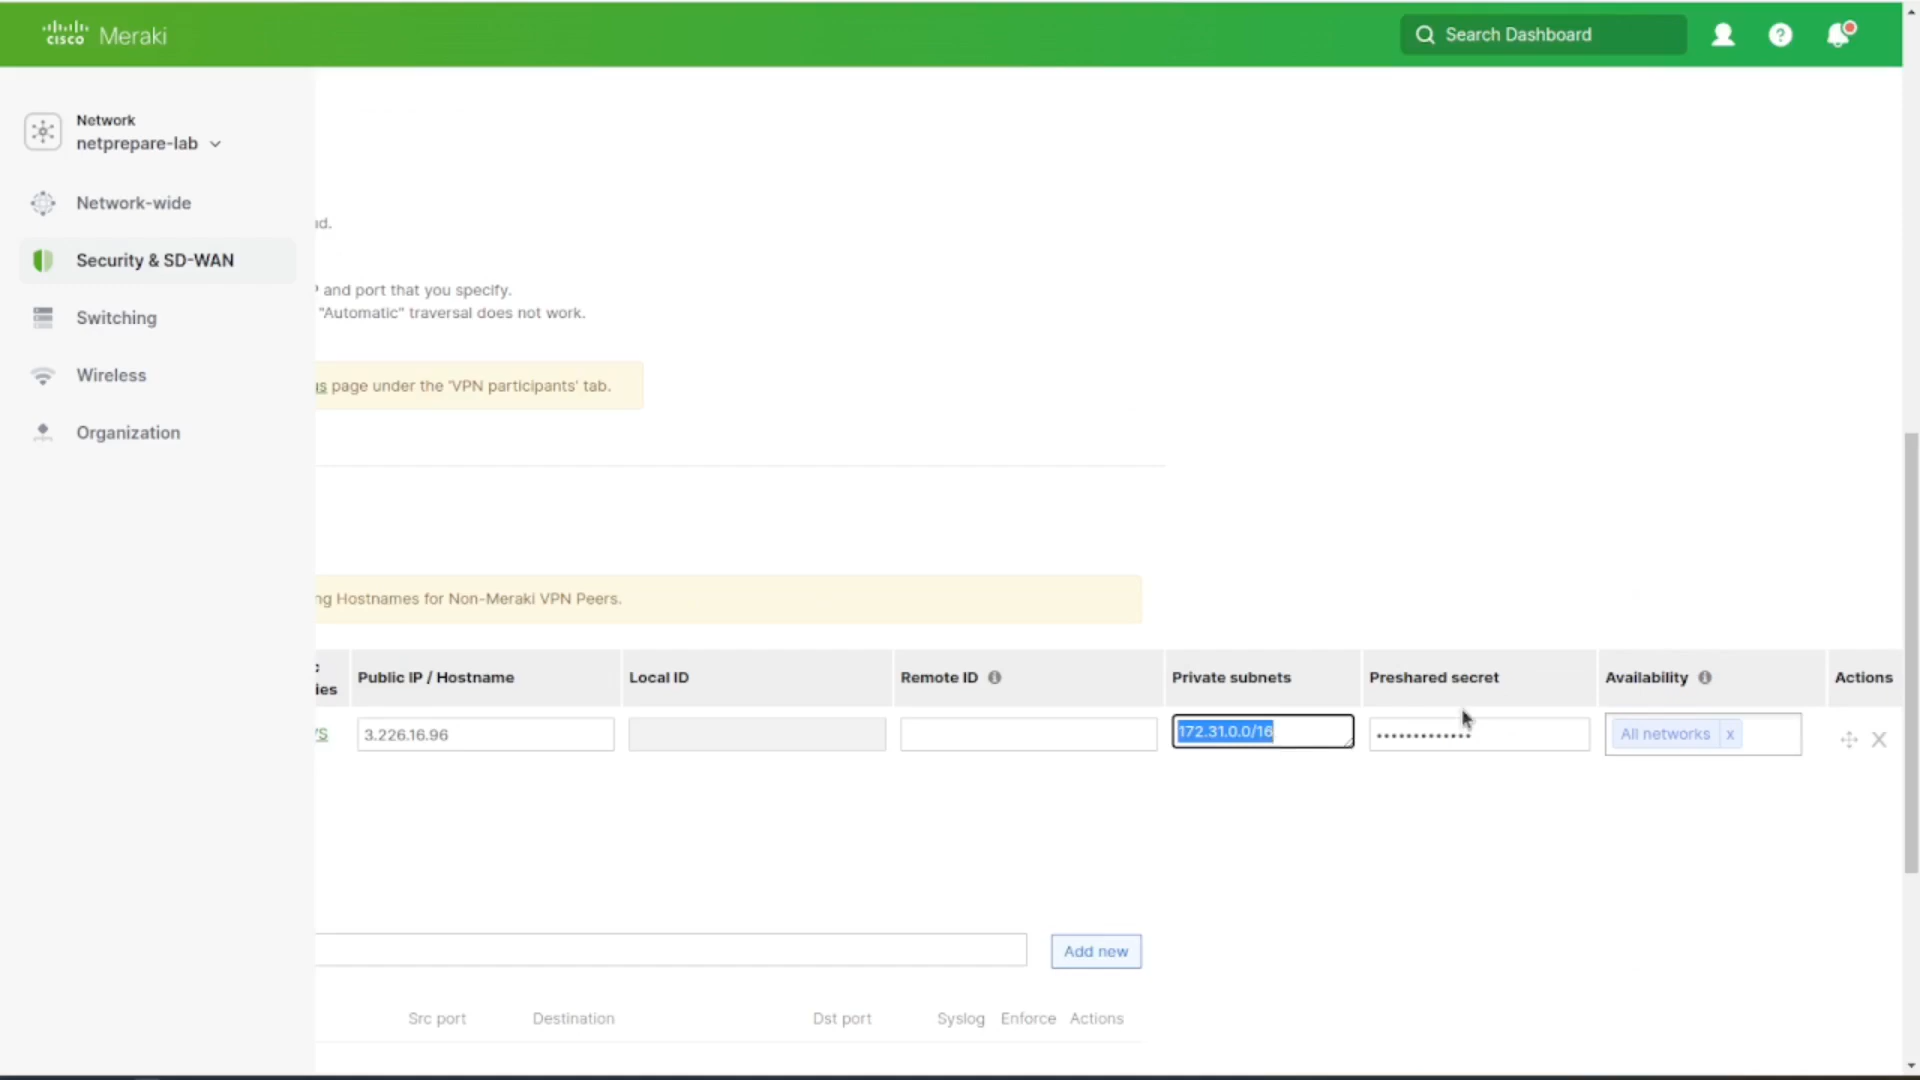 cisco Meraki
Search Dashboard
Network
netprepare-lab
Network-wide
Security & SD-WAN
Switching
Wireless
Organization
and port that you specify.
"Automatic" traversal does not work.
page under the 'VPN participants' tab.
Hostnames for Non-Meraki VPN Peers.
Public IP / Hostname
Local ID
Remote ID
Private subnets
Preshared secret
Availability
Actions
3.226.16.96
172.31.0.0/16
•••••••••••••
All networks x
Add new
Src port
Destination
Dst port
Syslog
Enforce
Actions